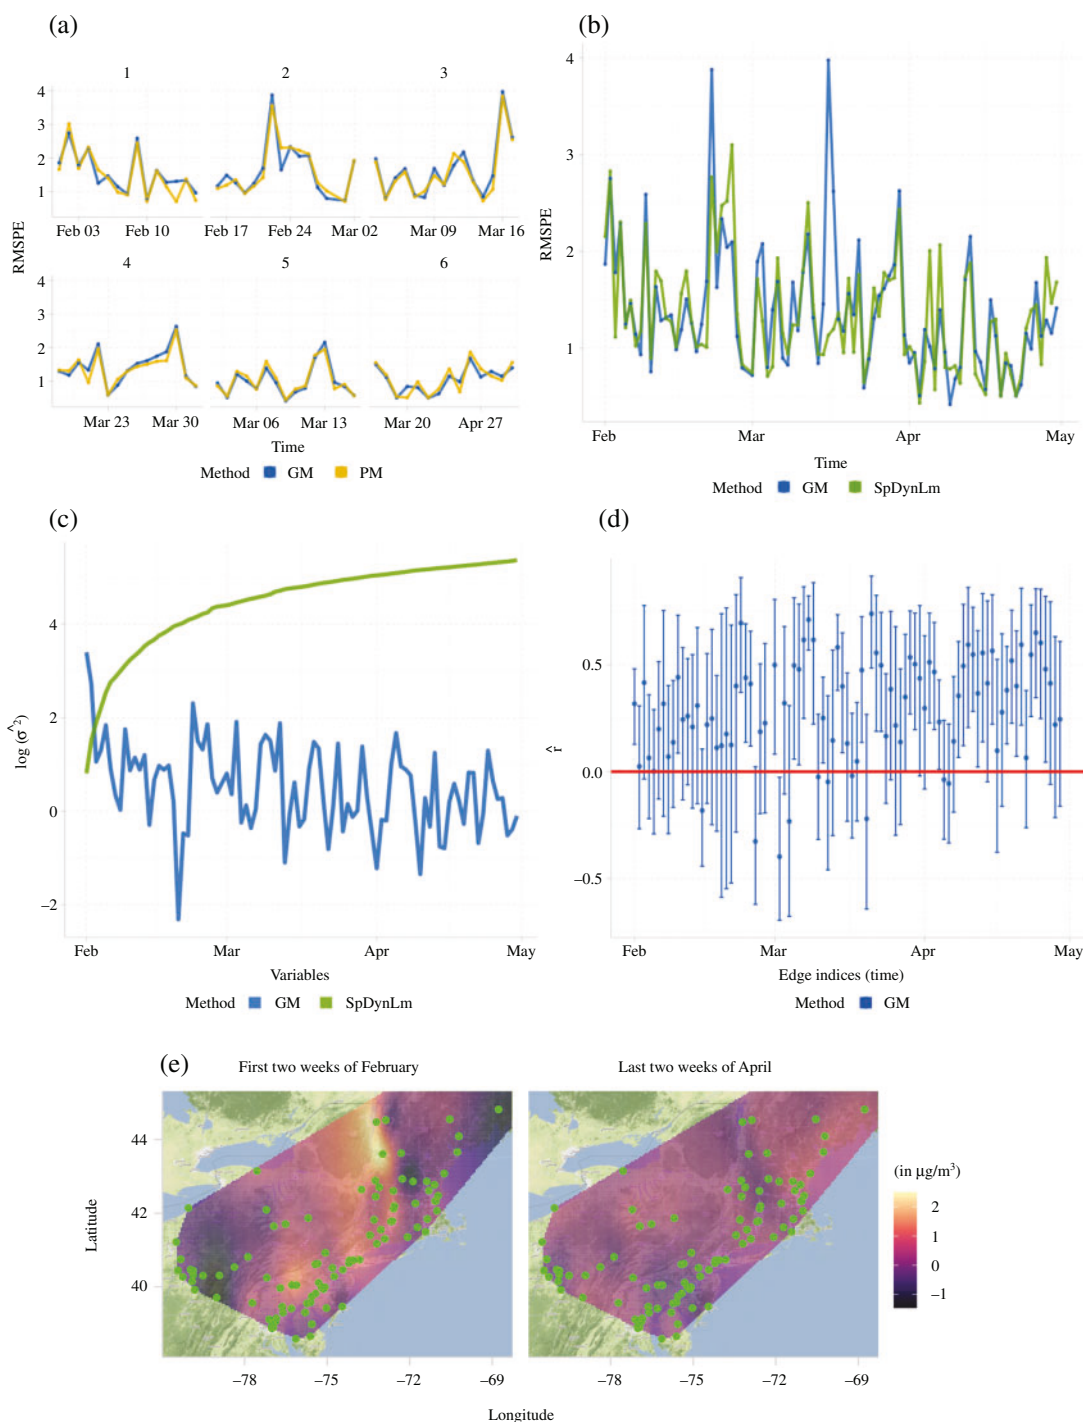 (a)
1 2 3
4
3
2
1
Feb 03 Feb 10 Feb 17 Feb 24 Mar 02 Mar 09 Mar 16
RMSPE
4 5 6
4
3
2
1
Mar 23 Mar 30 Mar 06 Mar 13 Mar 20 Apr 27
Time
Method GM PM
(b)
4
3
2
1
RMSPE
Feb Mar Apr May
Time
Method GM SpDynLm
(c)
4
2
0
−2
log (σ̂²)
Feb Mar Apr May
Variables
Method GM SpDynLm
(d)
0.5
0.0
−0.5
r̂
Feb Mar Apr May
Edge indices (time)
Method GM
(e)
First two weeks of February Last two weeks of April
44
42
40
Latitude
−78 −75 −72 −69 −78 −75 −72 −69
Longitude
(in μg/m³)
2
1
0
−1